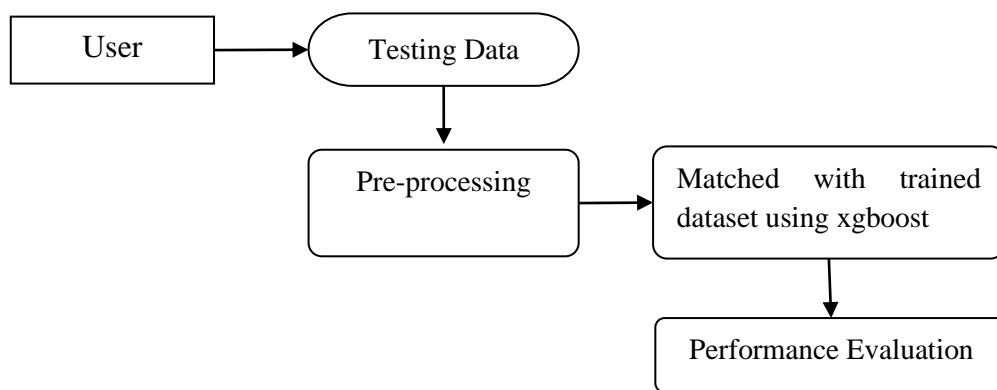 User
Testing Data
Pre-processing
Matched with trained
dataset using xgboost
Performance Evaluation